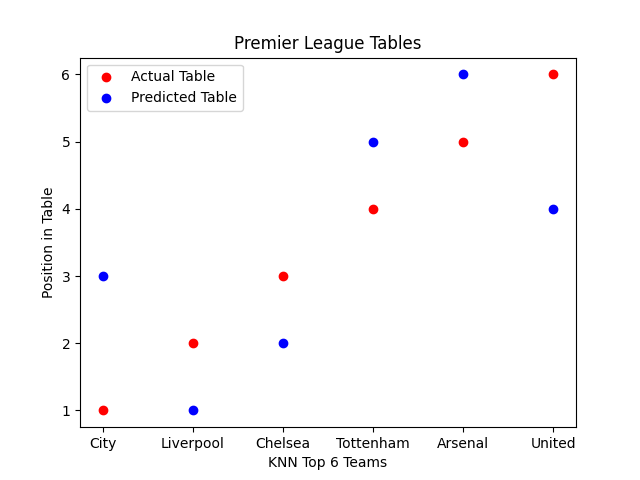 Premier League Tables
Actual Table
Predicted Table
Position in Table
6
5
4
3
2
1
City Liverpool Chelsea Tottenham Arsenal United
KNN Top 6 Teams